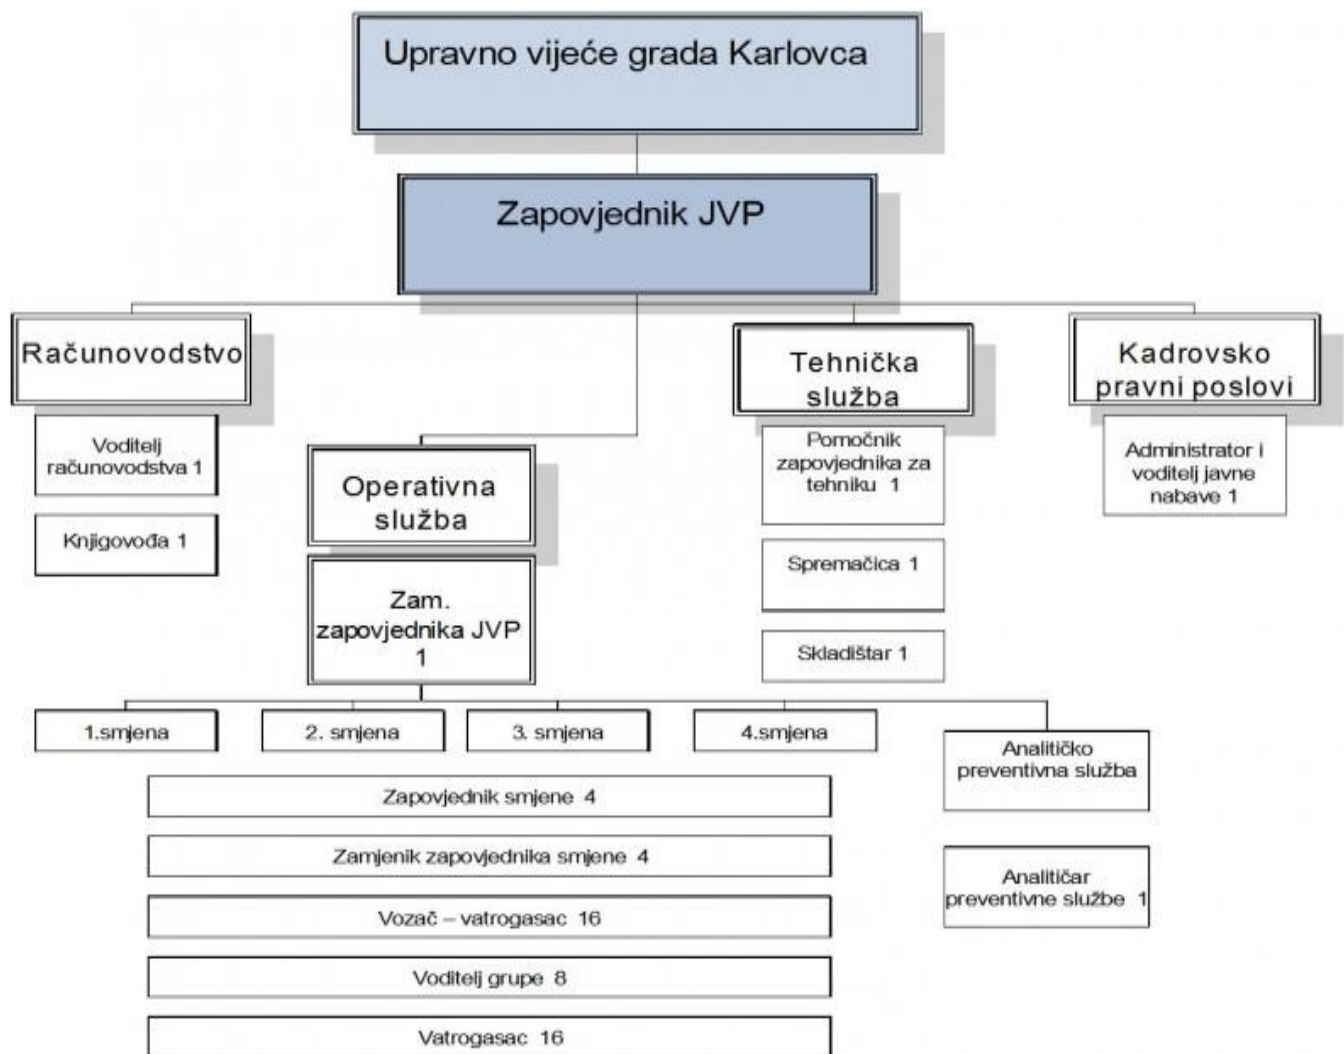 Upravno vijeće grada Karlovca
Zapovjednik JVP
Računovodstvo
Voditelj
računovodstva 1
Knjigovođa 1
Operativna
služba
Zam.
zapovjednika JVP
1
Tehnička
služba
Pomočnik
zapovjednika za
tehniku 1
Spremačica 1
Skladištar 1
Kadrovsko
pravni poslovi
Administrator i
voditelj javne
nabave 1
1.smjena
2. smjena
3. smjena
4.smjena
Analitičko
preventivna služba
Analitičar
preventivne službe 1
Zapovjednik smjene 4
Zamjenik zapovjednika smjene 4
Vozač – vatrogasac 16
Voditelj grupe 8
Vatrogasac 16